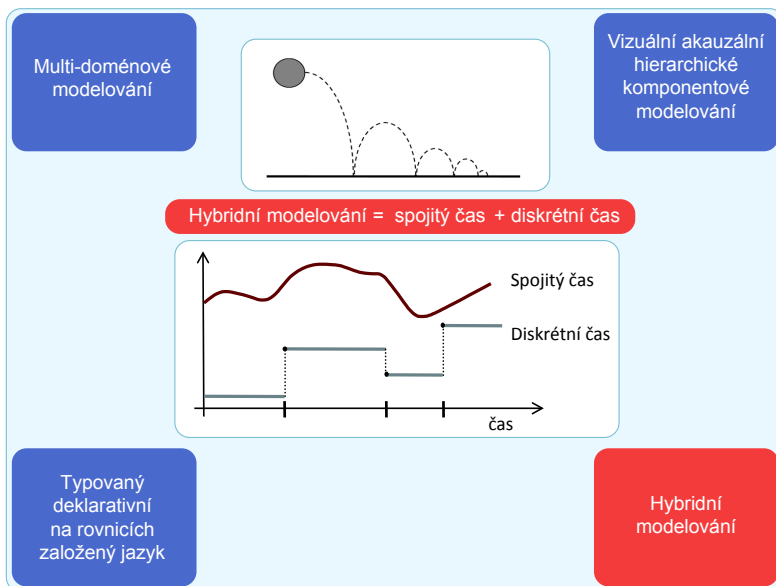 Multi-doménové
modelování
Vizuální akauzální
hierarchické
komponentové
modelování
Hybridní modelování = spojitý čas + diskrétní čas
Spojitý čas
Diskrétní čas
čas
Typovaný
deklarativní
na rovnicích
založený jazyk
Hybridní
modelování